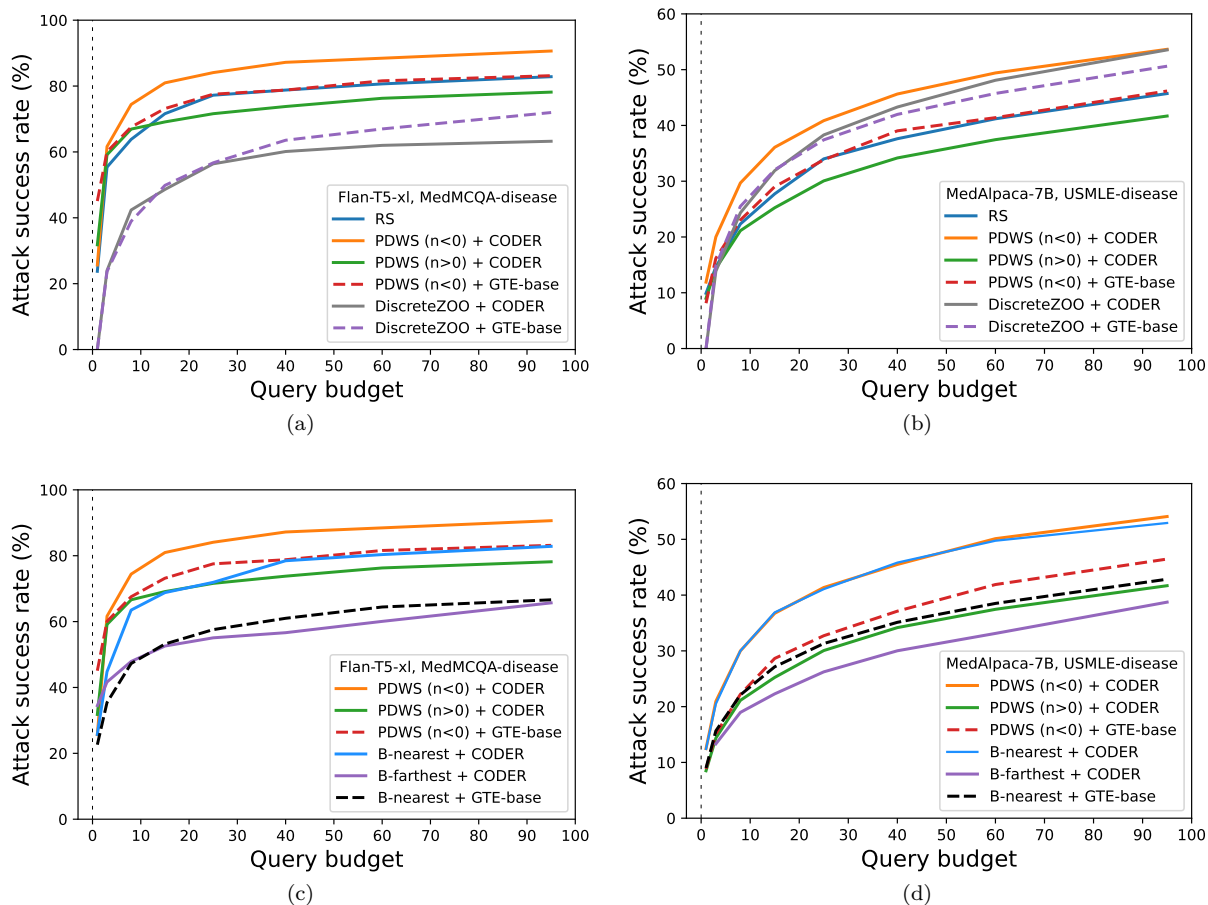 100
80
60
40
20
0
Attack success rate (%)
Flan-T5-xl, MedMCQA-disease
RS
PDWS (n<0) + CODER
PDWS (n>0) + CODER
PDWS (n<0) + GTE-base
DiscreteZOO + CODER
DiscreteZOO + GTE-base
0 10 20 30 40 50 60 70 80 90 100
Query budget
(a)
60
50
40
30
20
10
0
Attack success rate (%)
MedAlpaca-7B, USMLE-disease
RS
PDWS (n<0) + CODER
PDWS (n>0) + CODER
PDWS (n<0) + GTE-base
DiscreteZOO + CODER
DiscreteZOO + GTE-base
0 10 20 30 40 50 60 70 80 90 100
Query budget
(b)
100
80
60
40
20
0
Attack success rate (%)
Flan-T5-xl, MedMCQA-disease
PDWS (n<0) + CODER
PDWS (n>0) + CODER
PDWS (n<0) + GTE-base
B-nearest + CODER
B-farthest + CODER
B-nearest + GTE-base
0 10 20 30 40 50 60 70 80 90 100
Query budget
(c)
60
50
40
30
20
10
0
Attack success rate (%)
MedAlpaca-7B, USMLE-disease
PDWS (n<0) + CODER
PDWS (n>0) + CODER
PDWS (n<0) + GTE-base
B-nearest + CODER
B-farthest + CODER
B-nearest + GTE-base
0 10 20 30 40 50 60 70 80 90 100
Query budget
(d)